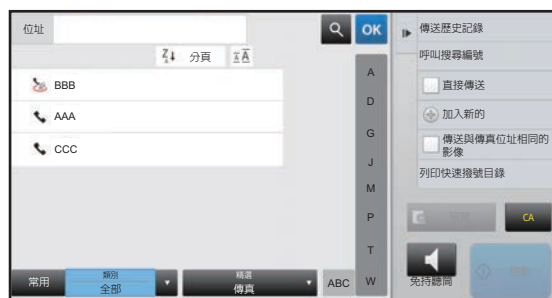 位址
OK
分頁
BBB
AAA
CCC
A
D
G
J
M
P
T
W
常用
類別
全部
精選
傳真
ABC
傳送歷史記錄
呼叫搜尋編號
直接傳送
加入新的
傳送與傳真位址相同的
影像
列印快速撥號目錄
CA
免持聽筒